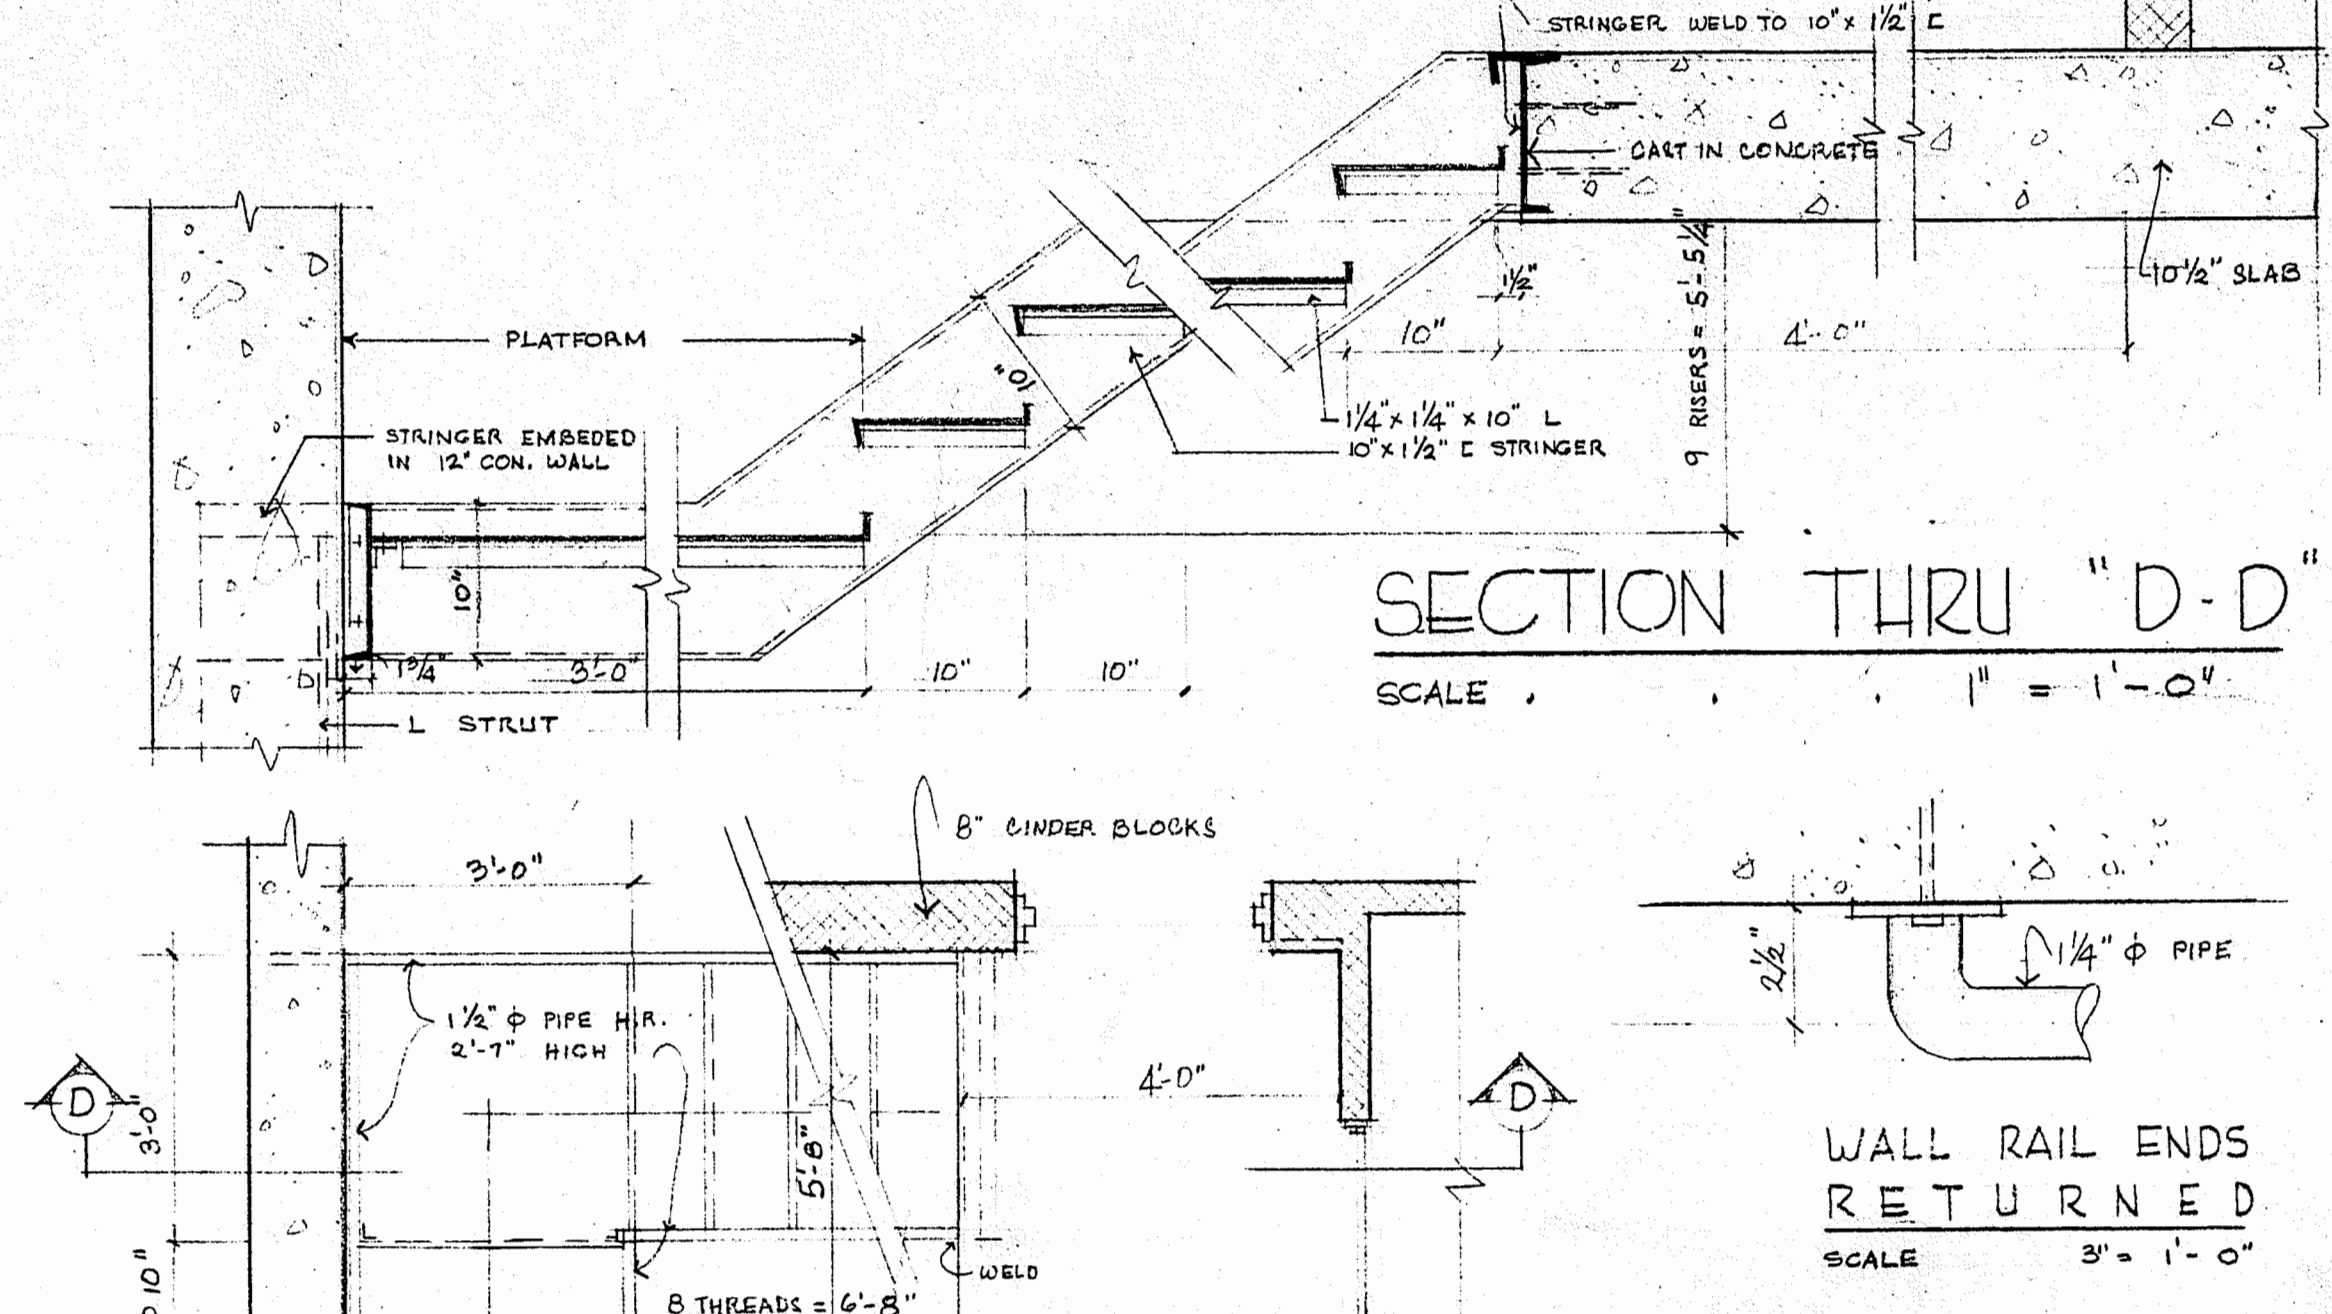 STRINGER WELD TO 10" x 1½" [
CAST IN CONCRETE
10½" SLAB
1½"
10"
4'-0"
9 RISERS = 5'-5¼"
PLATFORM
10"
STRINGER EMBEDED
IN 12" CON. WALL
1¼" x 1¼" x 10" L
10" x 1½" [ STRINGER
10"
1¾"
3'-0"
10"
10"
L STRUT
SECTION THRU "D-D"
SCALE . . . 1" = 1'-0"
8" CINDER BLOCKS
3'-0"
1½" ϕ PIPE H.R.
2'-7" HIGH
D
3'-0"
5'-8"
4'-0"
D
WELD
8 THREADS = 6'-8"
10"
2½"
1¼" ϕ PIPE
WALL RAIL ENDS
RETURNED
SCALE 3" = 1'-0"